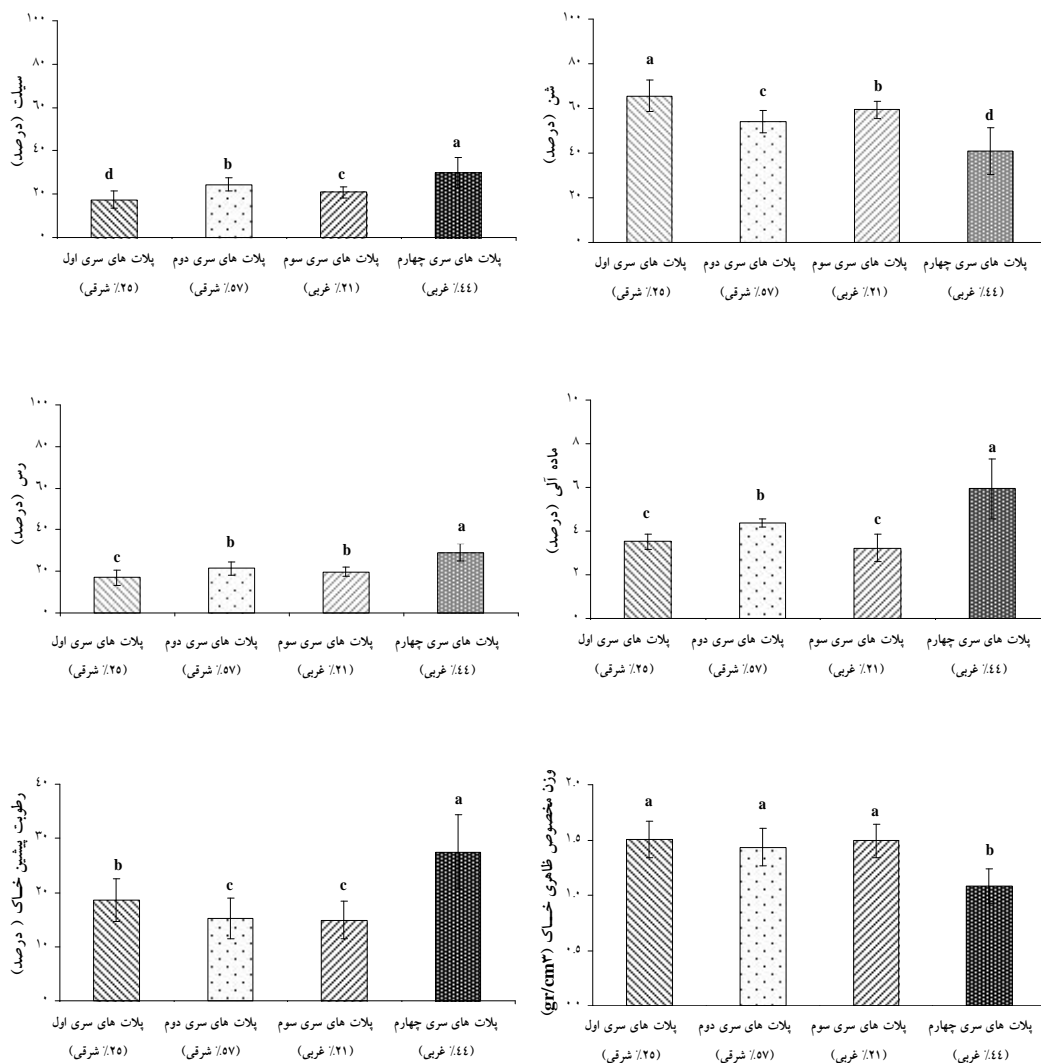 سیلت (درصد)
۱۰۰
۸۰
۶۰
۴۰
۲۰
۰
d
b
c
a
پلات های سری اول
پلات های سری دوم
پلات های سری سوم
پلات های سری چهارم
(۲۵٪ شرقی)
(۵۷٪ شرقی)
(۲۱٪ غربی)
(٤٤٪ غربی)
شن (درصد)
۱۰۰
۸۰
۶۰
۴۰
۲۰
۰
a
c
b
d
پلات های سری اول
پلات های سری دوم
پلات های سری سوم
پلات های سری چهارم
(۲۵٪ شرقی)
(۵۷٪ شرقی)
(۲۱٪ غربی)
(٤٤٪ غربی)
رس (درصد)
۱۰۰
۸۰
۶۰
۴۰
۲۰
۰
c
b
b
a
پلات های سری اول
پلات های سری دوم
پلات های سری سوم
پلات های سری چهارم
(۲۵٪ شرقی)
(۵۷٪ شرقی)
(۲۱٪ غربی)
(٤٤٪ غربی)
ماده آلی (درصد)
۱۰
۸
۶
٤
۲
۰
c
b
c
a
پلات های سری اول
پلات های سری دوم
پلات های سری سوم
پلات های سری چهارم
(۲۵٪ شرقی)
(۵۷٪ شرقی)
(۲۱٪ غربی)
(٤٤٪ غربی)
رطوبت پیشین خـــاک ( درصد)
٤۰
۳۰
۲۰
۱۰
۰
b
c
c
a
پلات های سری اول
پلات های سری دوم
پلات های سری سوم
پلات های سری چهارم
(۲۵٪ شرقی)
(۵۷٪ شرقی)
(۲۱٪ غربی)
(٤٤٪ غربی)
وزن مخصوص ظاهری خـــاک (gr/cm۳)
۲.۰
۱.۵
۱.۰
۰.۵
۰.۰
a
a
a
b
پلات های سری اول
پلات های سری دوم
پلات های سری سوم
پلات های سری چهارم
(۲۵٪ شرقی)
(۵۷٪ شرقی)
(۲۱٪ غربی)
(٤٤٪ غربی)